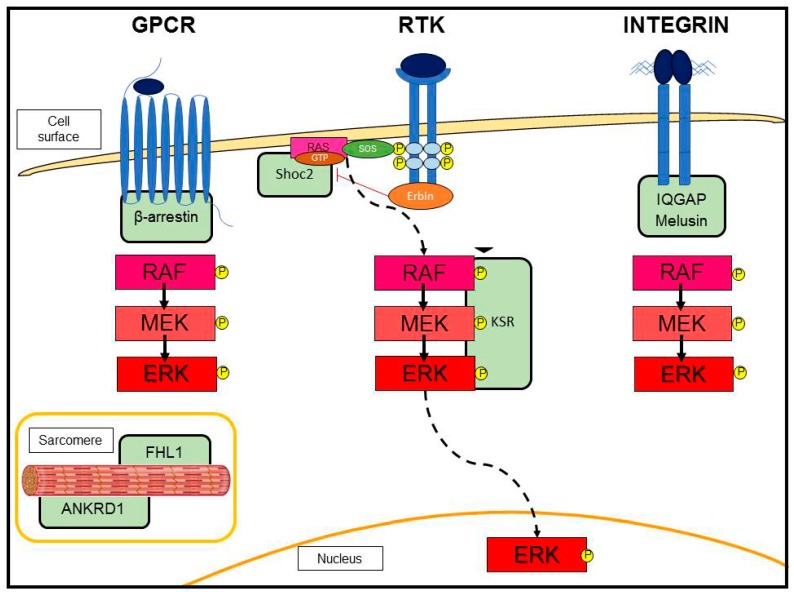 GPCR
RTK
INTEGRIN
Cell
surface
RAS
GTP
SOS
P
P
P
P
Shoc2
ErbIn
β-arrestin
IQGAP
Melusin
RAF
P
MEK
P
ERK
P
RAF
P
MEK
P
ERK
P
KSR
RAF
P
MEK
P
ERK
P
Sarcomere
FHL1
ANKRD1
Nucleus
ERK
P